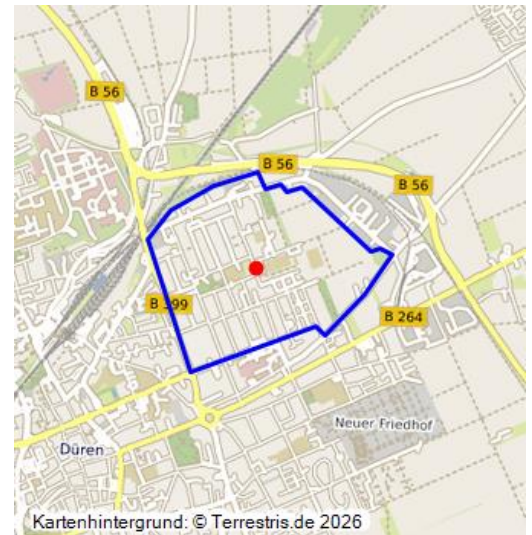 B 56
B 56
B 56
B 399
B 264
Neuer Friedhof
Düren
Kartenhintergrund: © Terrestris.de 2026